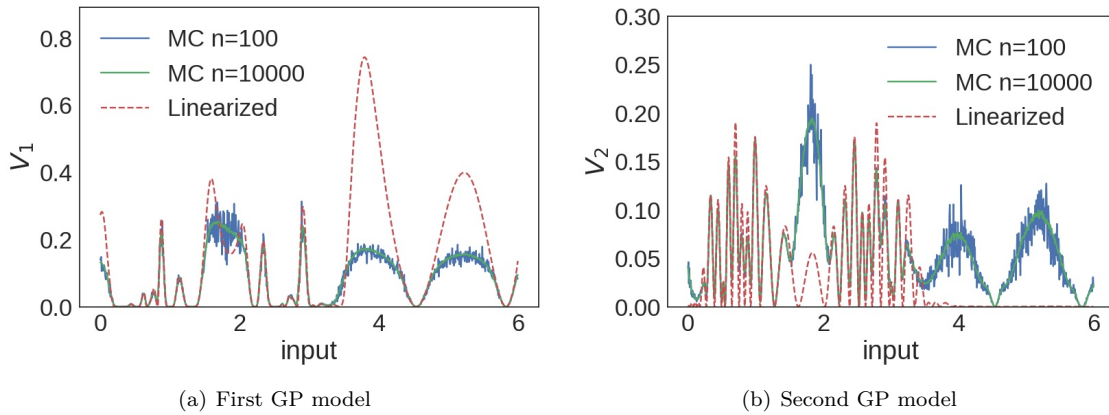 MC n=100
MC n=10000
Linearized
V1
0.8
0.6
0.4
0.2
0.0
0 2 4 6
input
(a) First GP model
MC n=100
MC n=10000
Linearized
V2
0.30
0.25
0.20
0.15
0.10
0.05
0.00
0 2 4 6
input
(b) Second GP model